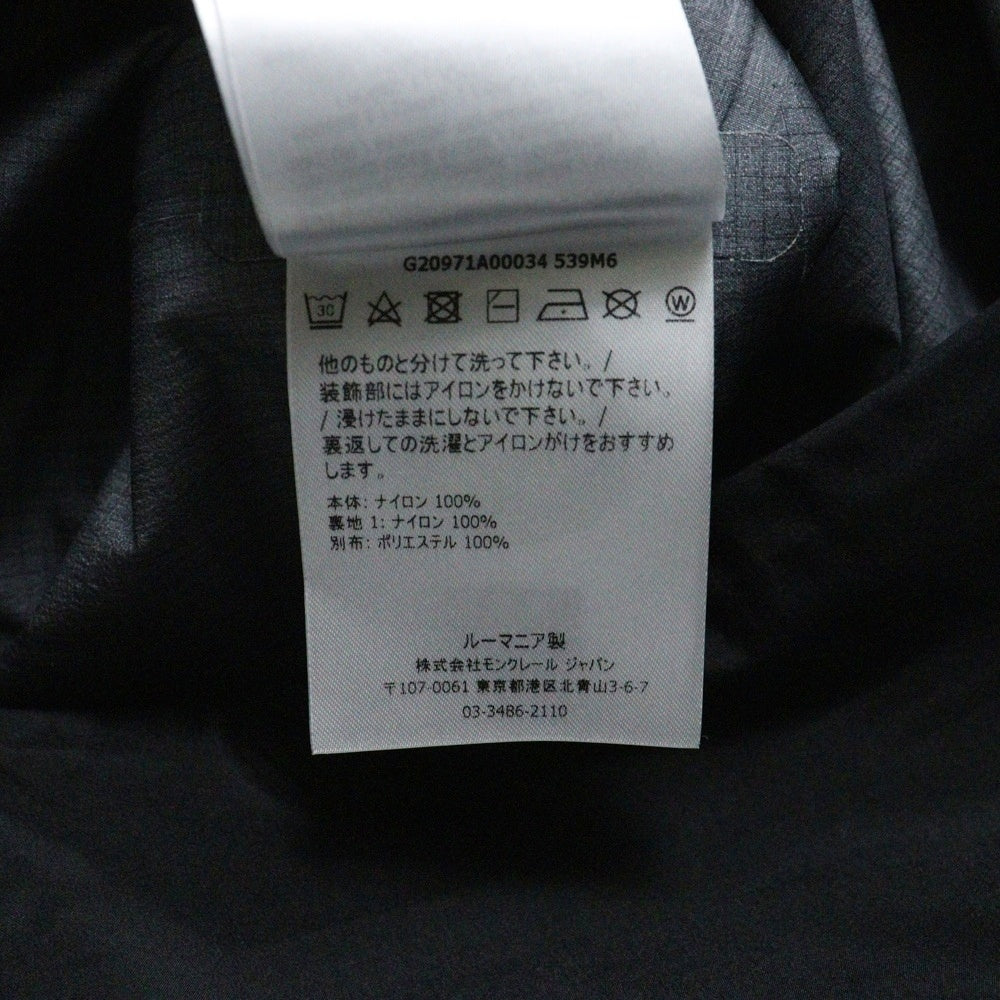 G20971A00034 539M6
30
W
他のものと分けて洗って下さい。/
装飾部にはアイロンをかけないで下さい。
/ 浸けたままにしないで下さい。/
裏返しての洗濯とアイロンがけをおすすめ
します。
本体: ナイロン 100%
裏地 1: ナイロン 100%
別布: ポリエステル 100%
ルーマニア製
株式会社モンクレール ジャパン
〒107-0061 東京都港区北青山3-6-7
03-3486-2110